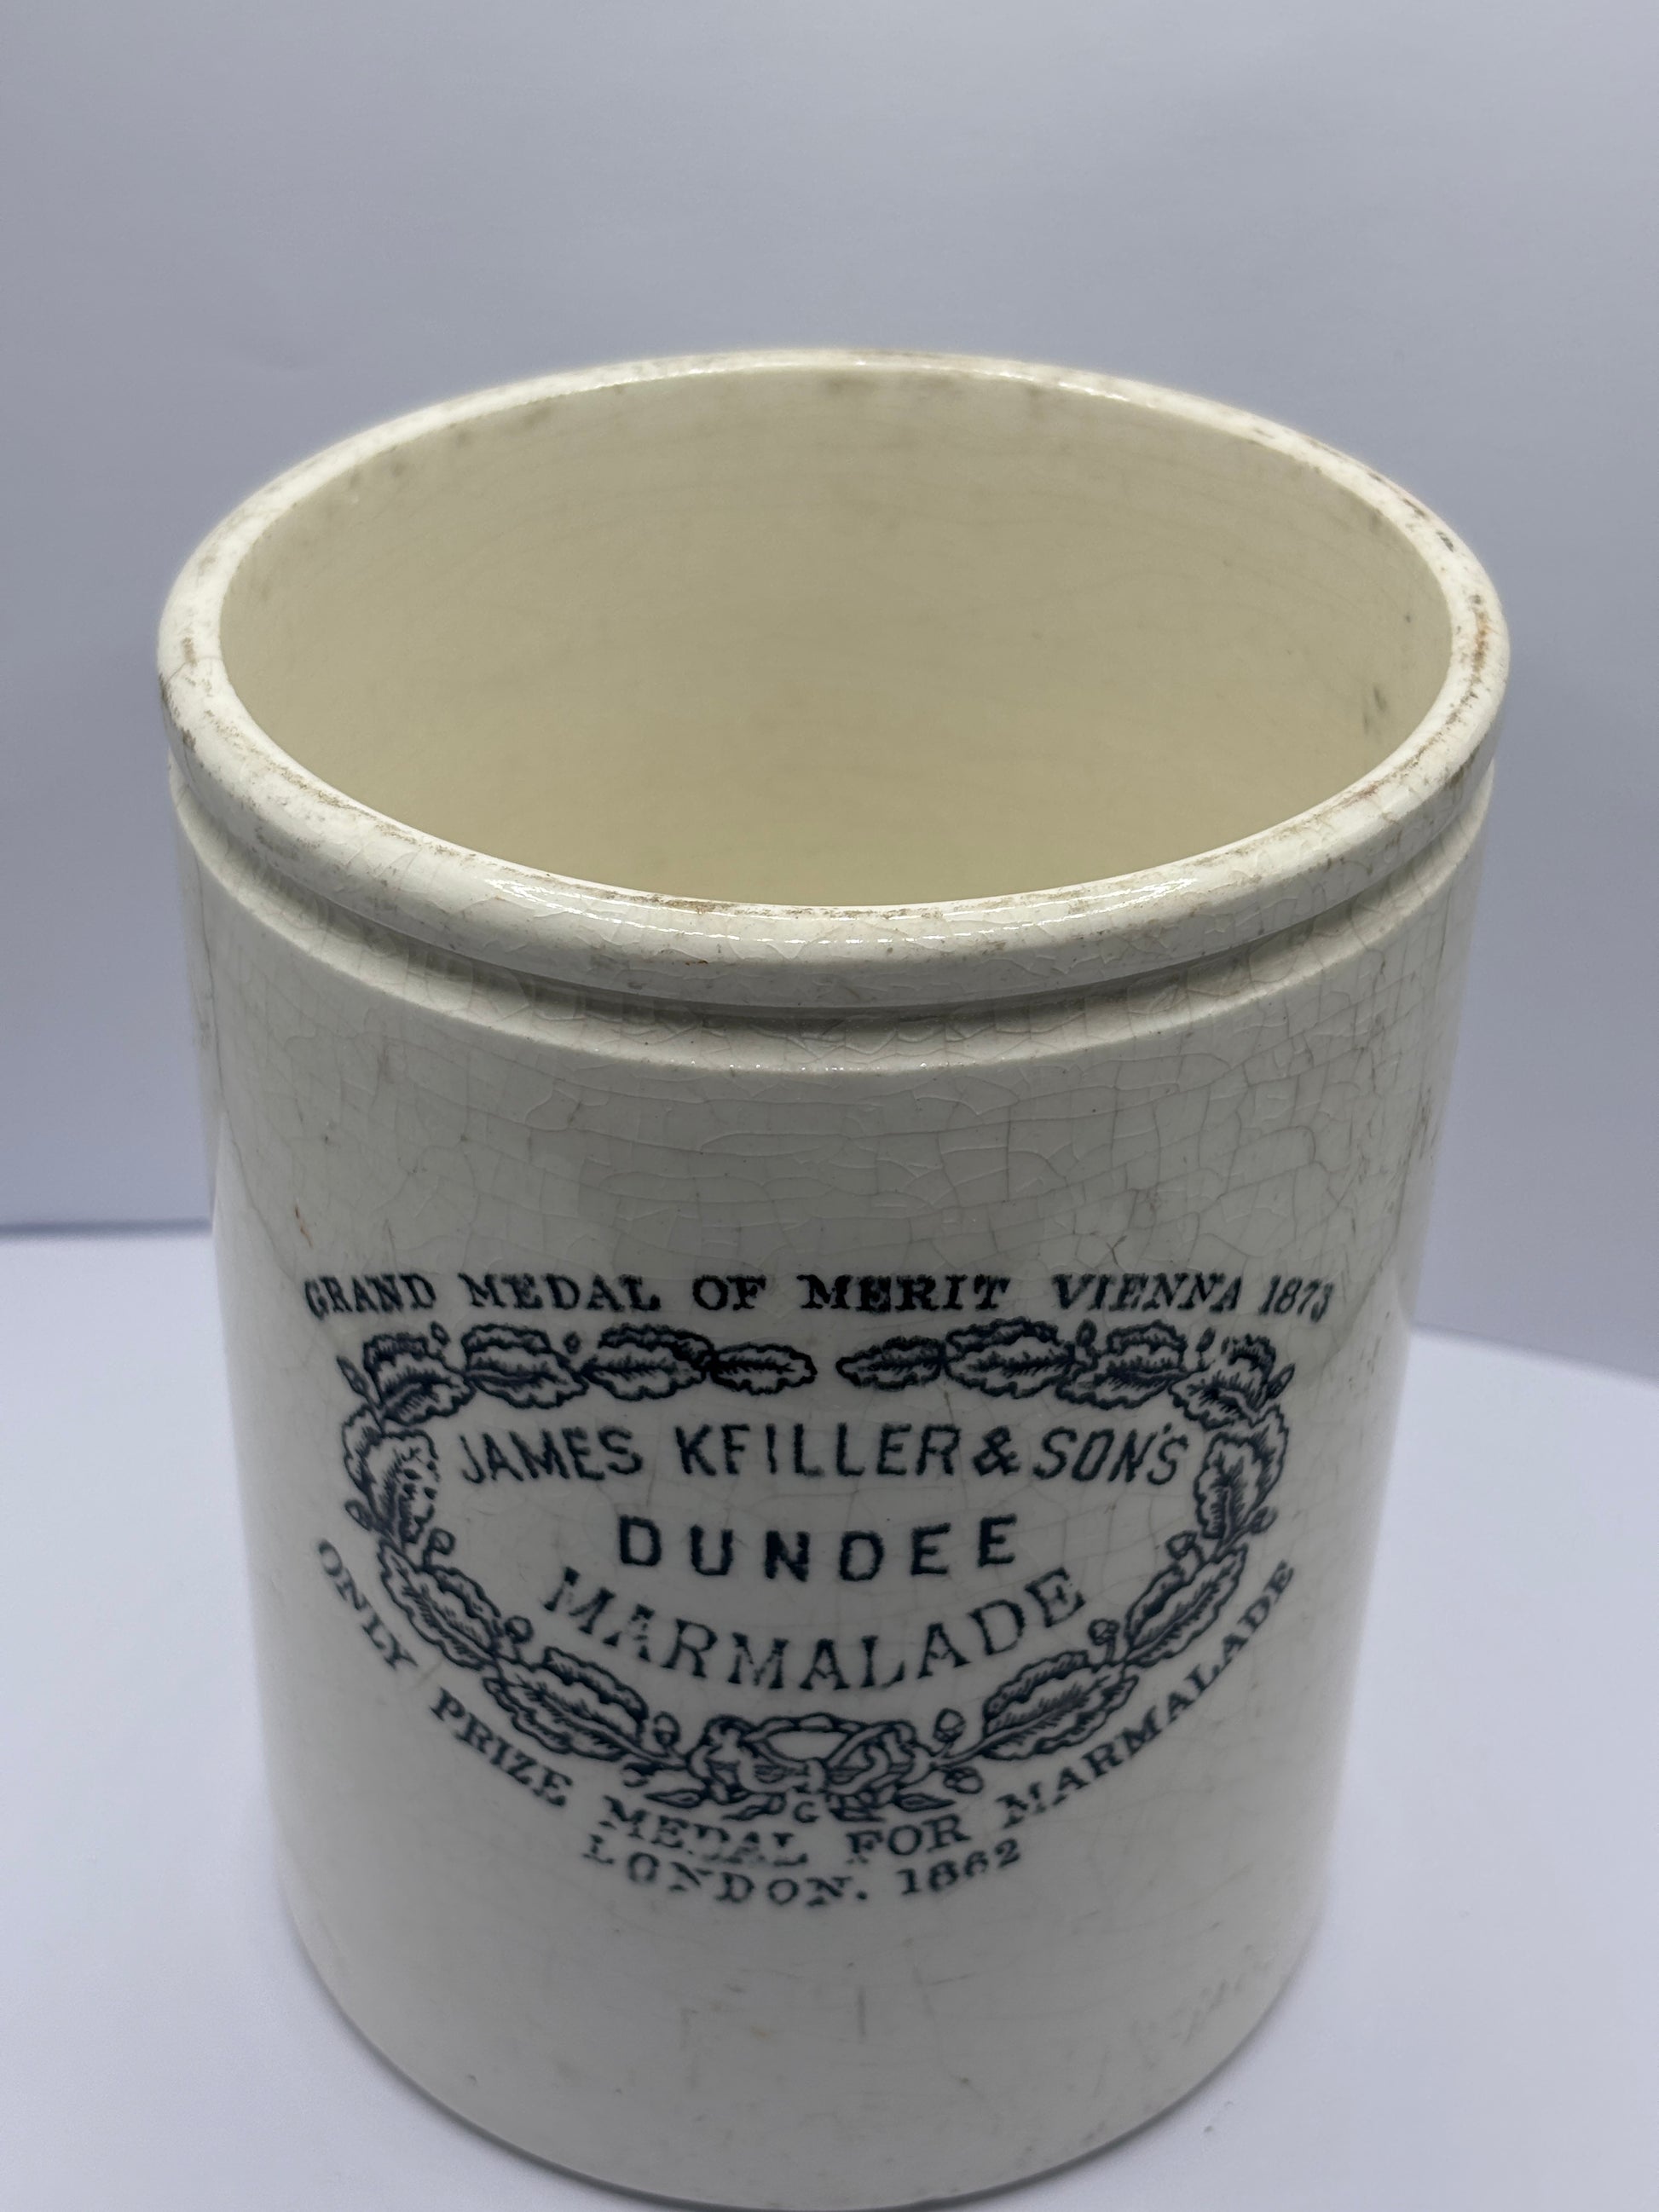 GRAND MEDAL OF MERIT VIENNA 1873
JAMES KEILLER & SON'S
DUNDEE
MARMALADE
G
ONLY PRIZE MEDAL FOR MARMALADE
LONDON. 1862